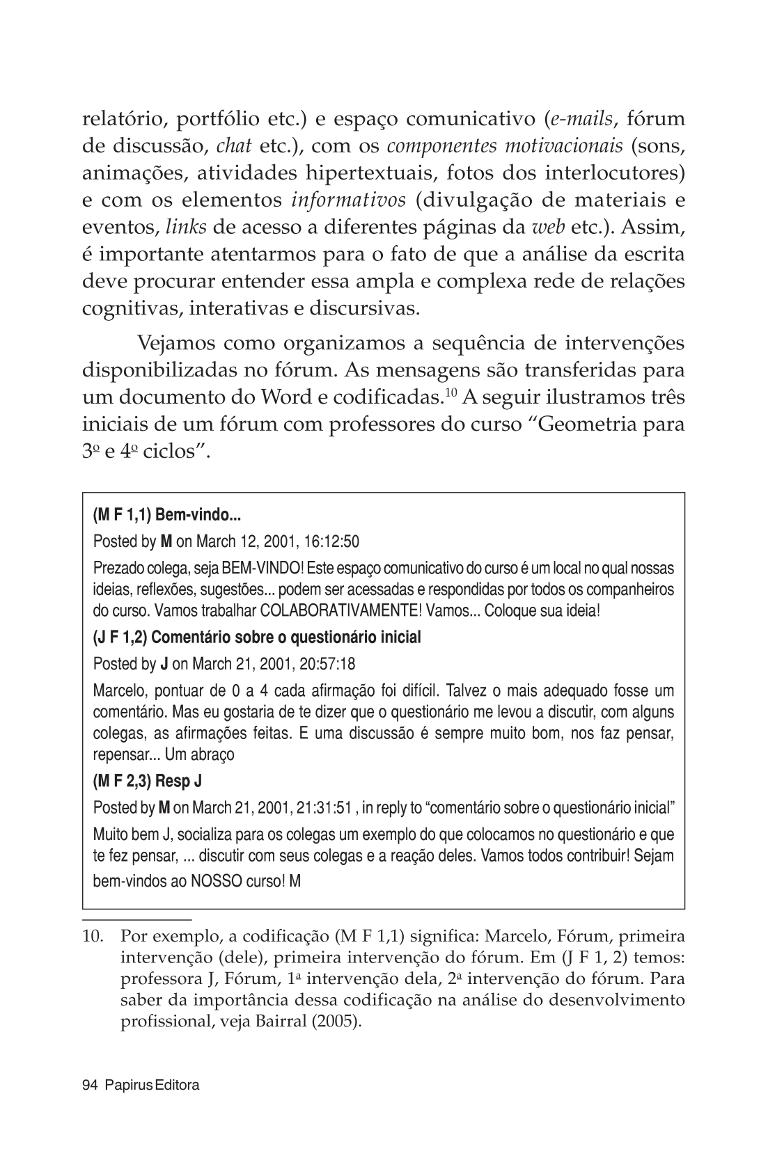 relatório, portfólio etc.) e espaço comunicativo (e-mails, fórum
de discussão, chat etc.), com os componentes motivacionais (sons,
animações, atividades hipertextuais, fotos dos interlocutores)
e com os elementos informativos (divulgação de materiais e
eventos, links de acesso a diferentes páginas da web etc.). Assim,
é importante atentarmos para o fato de que a análise da escrita
deve procurar entender essa ampla e complexa rede de relações
cognitivas, interativas e discursivas.
Vejamos como organizamos a sequência de intervenções
disponibilizadas no fórum. As mensagens são transferidas para
um documento do Word e codificadas.10 A seguir ilustramos três
iniciais de um fórum com professores do curso “Geometria para
3º e 4º ciclos”.
(M F 1,1) Bem-vindo...
Posted by M on March 12, 2001, 16:12:50
Prezado colega, seja BEM-VINDO! Este espaço comunicativo do curso é um local no qual nossas
ideias, reflexões, sugestões... podem ser acessadas e respondidas por todos os companheiros
do curso. Vamos trabalhar COLABORATIVAMENTE! Vamos... Coloque sua ideia!
(J F 1,2) Comentário sobre o questionário inicial
Posted by J on March 21, 2001, 20:57:18
Marcelo, pontuar de 0 a 4 cada afirmação foi difícil. Talvez o mais adequado fosse um
comentário. Mas eu gostaria de te dizer que o questionário me levou a discutir, com alguns
colegas, as afirmações feitas. E uma discussão é sempre muito bom, nos faz pensar,
repensar... Um abraço
(M F 2,3) Resp J
Posted by M on March 21, 2001, 21:31:51 , in reply to “comentário sobre o questionário inicial”
Muito bem J, socializa para os colegas um exemplo do que colocamos no questionário e que
te fez pensar, ... discutir com seus colegas e a reação deles. Vamos todos contribuir! Sejam
bem-vindos ao NOSSO curso! M
10. Por exemplo, a codificação (M F 1,1) significa: Marcelo, Fórum, primeira
intervenção (dele), primeira intervenção do fórum. Em (J F 1, 2) temos:
professora J, Fórum, 1ª intervenção dela, 2ª intervenção do fórum. Para
saber da importância dessa codificação na análise do desenvolvimento
profissional, veja Bairral (2005).
94 Papirus Editora